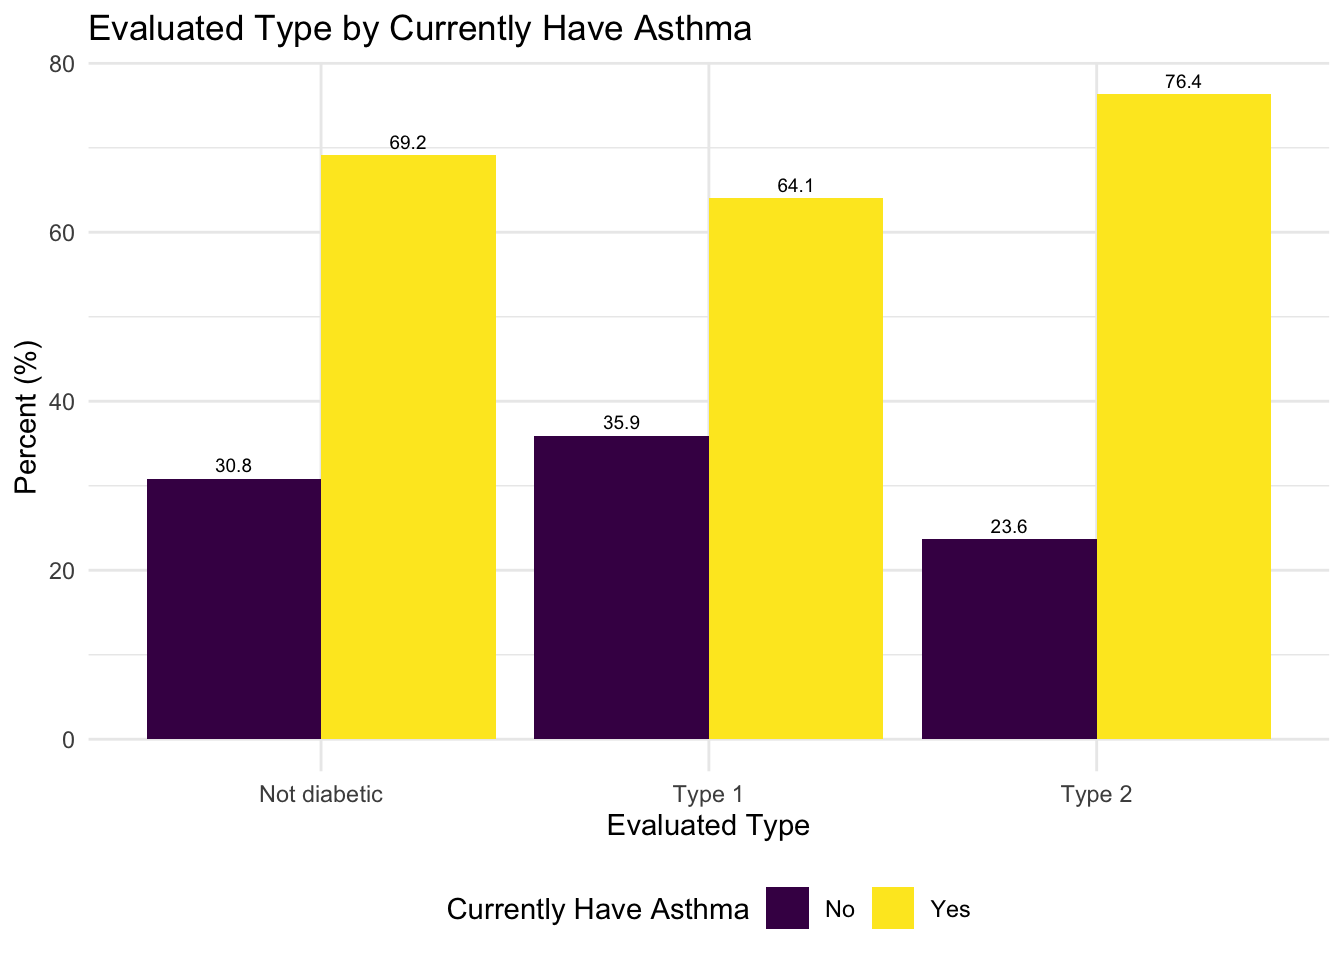 Evaluated Type by Currently Have Asthma
80
76.4
69.2
64.1
60
Percent (%)
40
35.9
30.8
23.6
20
0
Not diabetic Type 1 Type 2
Evaluated Type
Currently Have Asthma No Yes